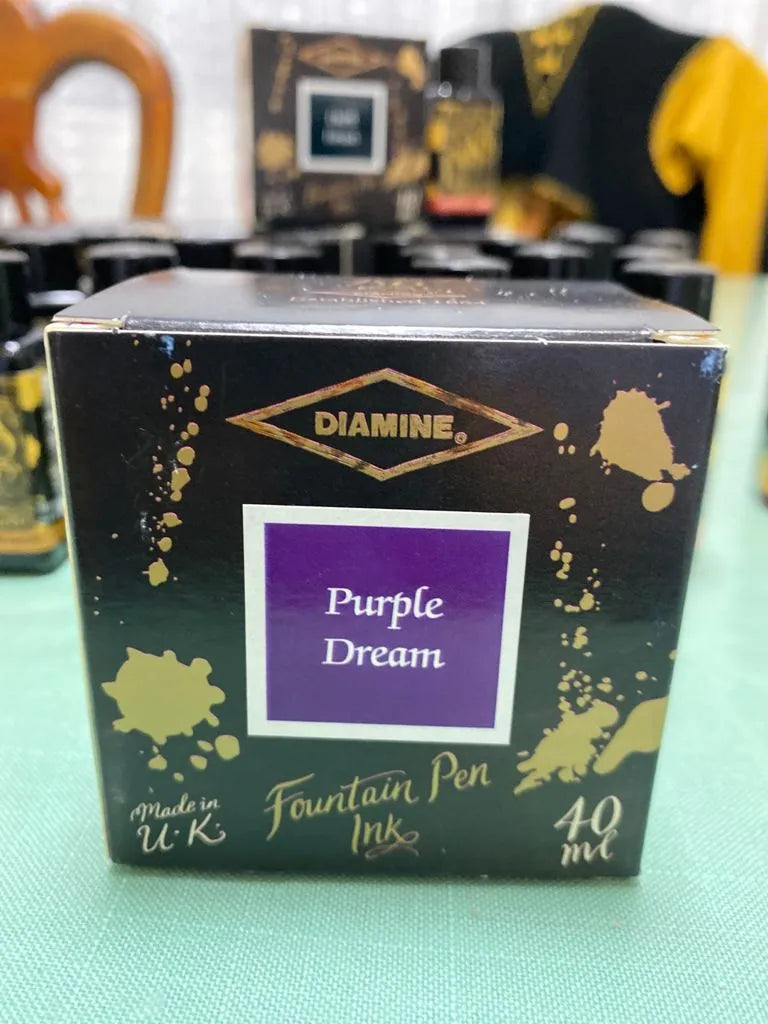 DIAMINE®
Purple
Dream
Fountain Pen
Ink
Made in
U.K.
40
ml